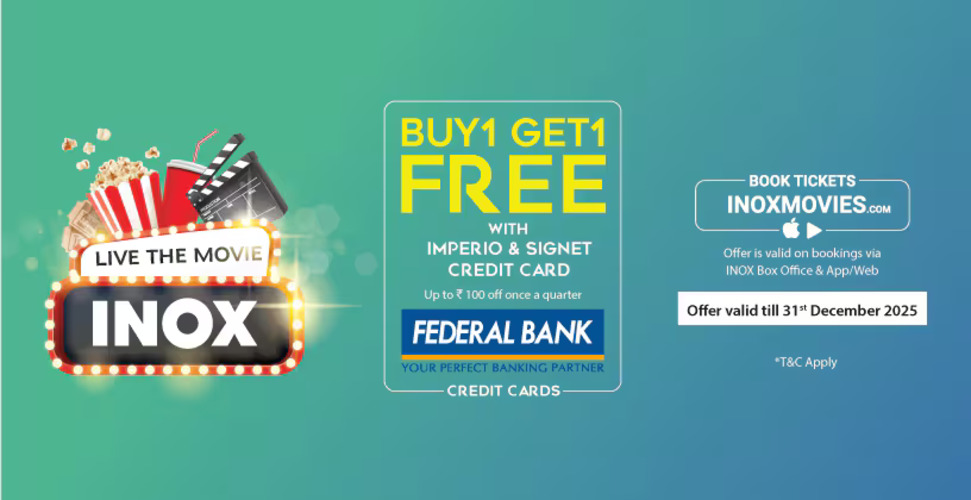 LIVE THE MOVIE
INOX
BUY1 GET1
FREE
WITH
IMPERIO & SIGNET
CREDIT CARD
Up to ₹ 100 off once a quarter
FEDERAL BANK
YOUR PERFECT BANKING PARTNER
CREDIT CARDS
BOOK TICKETS
INOXMOVIES.COM
Offer is valid on bookings via
INOX Box Office & App/Web
Offer valid till 31st December 2025
*T&C Apply